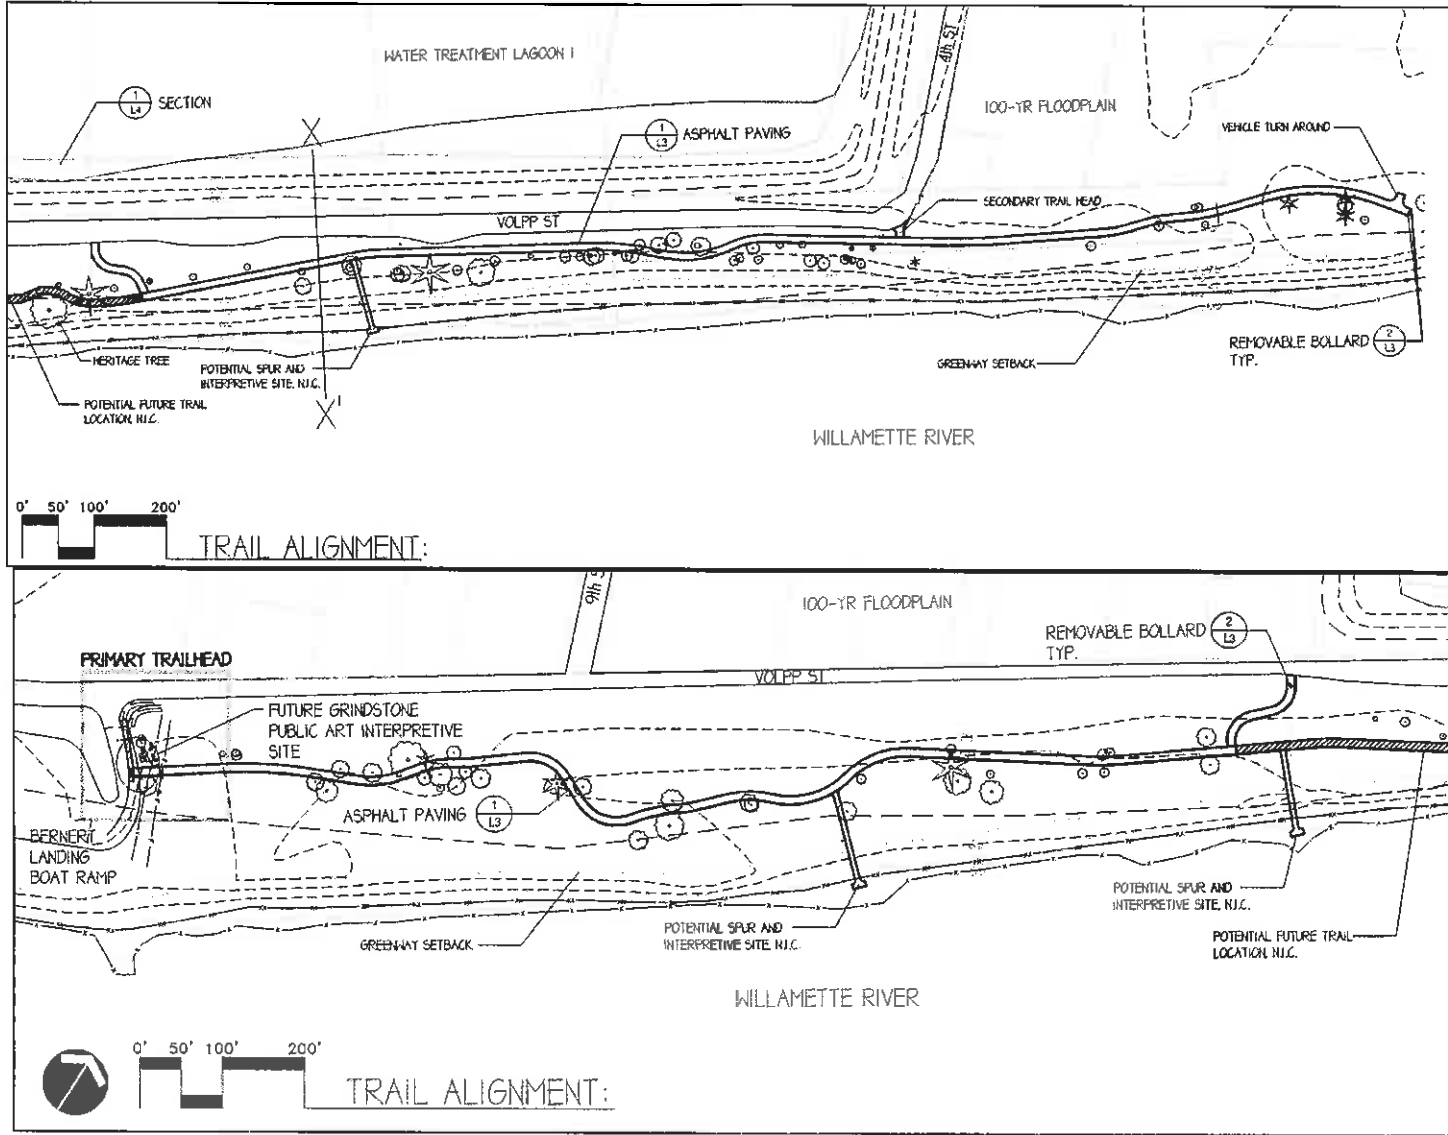 WATER TREATMENT LAGOON 1
4th ST
1
L4
SECTION
100-YR FLOODPLAIN
1
L3
ASPHALT PAVING
VEHICLE TURN AROUND
SECONDARY TRAIL HEAD
VOLPP ST
X
HERITAGE TREE
POTENTIAL SPUR AND
INTERPRETIVE SITE, N.I.C.
GREENWAY SETBACK
REMOVABLE BOLLARD
TYP.
2
L3
POTENTIAL FUTURE TRAIL
LOCATION, N.I.C.
X'
WILLAMETTE RIVER
0' 50' 100' 200'
TRAIL ALIGNMENT:
9th S
100-YR FLOODPLAIN
REMOVABLE BOLLARD
TYP.
2
L3
PRIMARY TRAILHEAD
VOLPP ST
FUTURE GRINDSTONE
PUBLIC ART INTERPRETIVE
SITE
ASPHALT PAVING
1
L3
BERNERT
LANDING
BOAT RAMP
GREENWAY SETBACK
POTENTIAL SPUR AND
INTERPRETIVE SITE, N.I.C.
POTENTIAL SPUR AND
INTERPRETIVE SITE, N.I.C.
POTENTIAL FUTURE TRAIL
LOCATION, N.I.C.
WILLAMETTE RIVER
0' 50' 100' 200'
TRAIL ALIGNMENT: